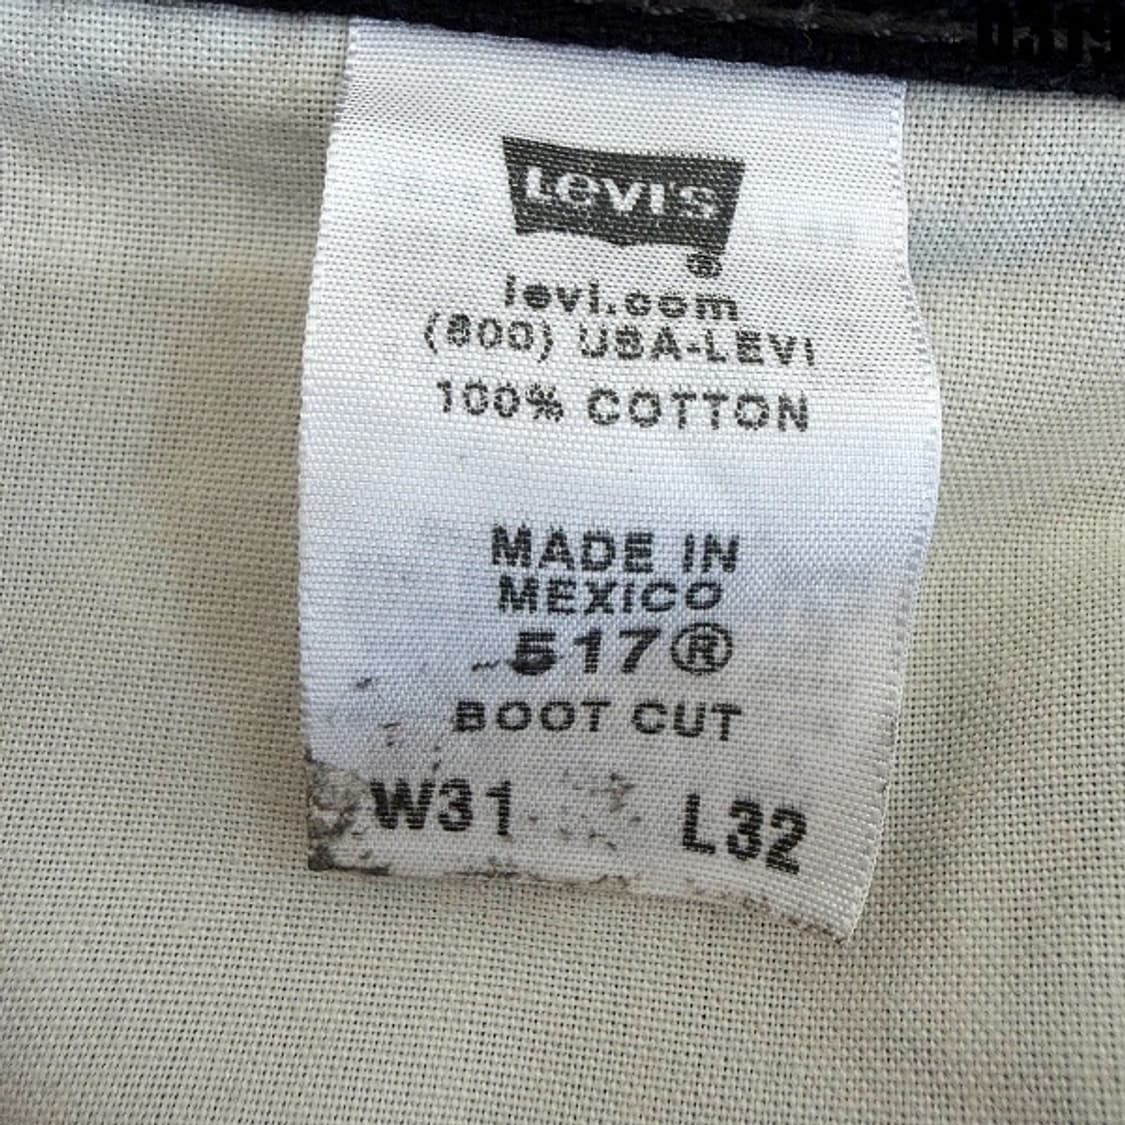 LEVI'S
®
levi.com
(800) USA-LEVI
100% COTTON
MADE IN
MEXICO
517®
BOOT CUT
W31 L32